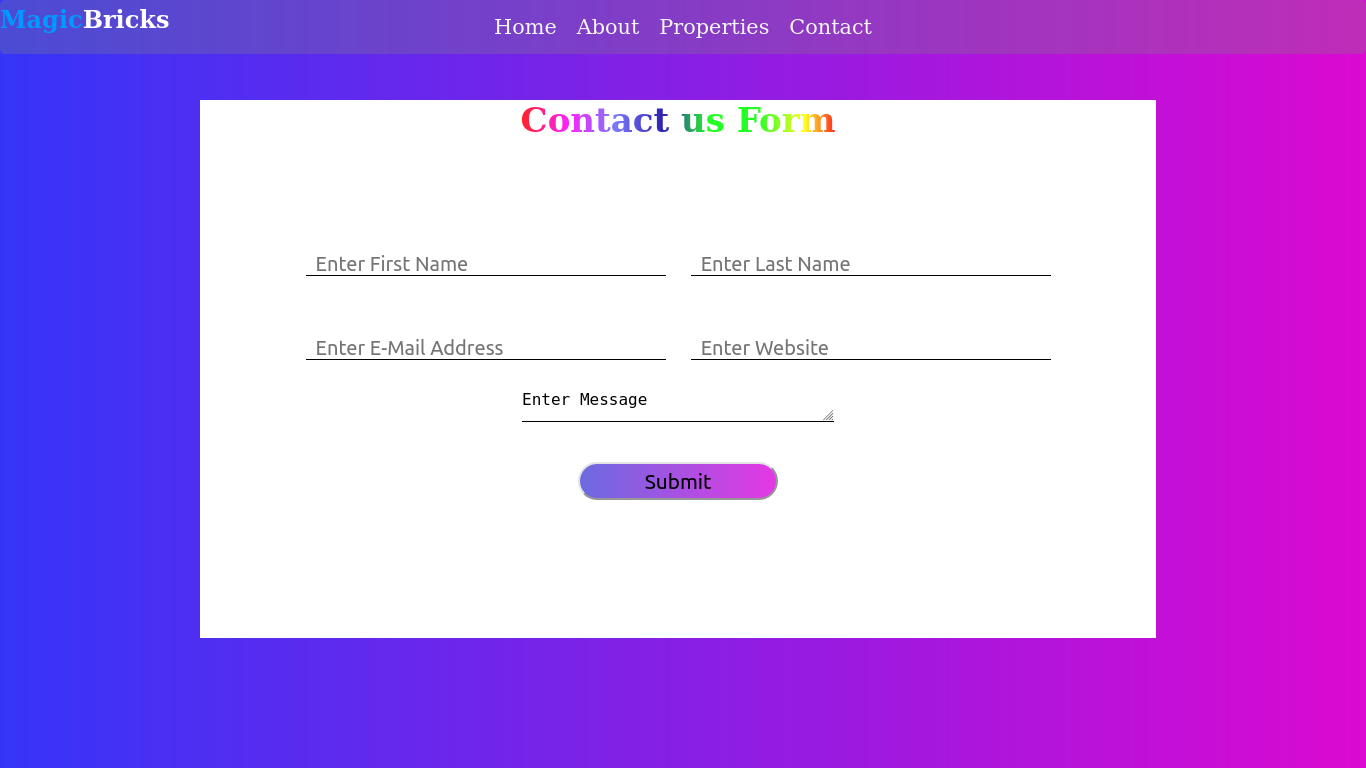 MagicBricks
Home About Properties Contact
Contact us Form
Enter First Name Enter Last Name
Enter E-Mail Address Enter Website
Enter Message
Submit